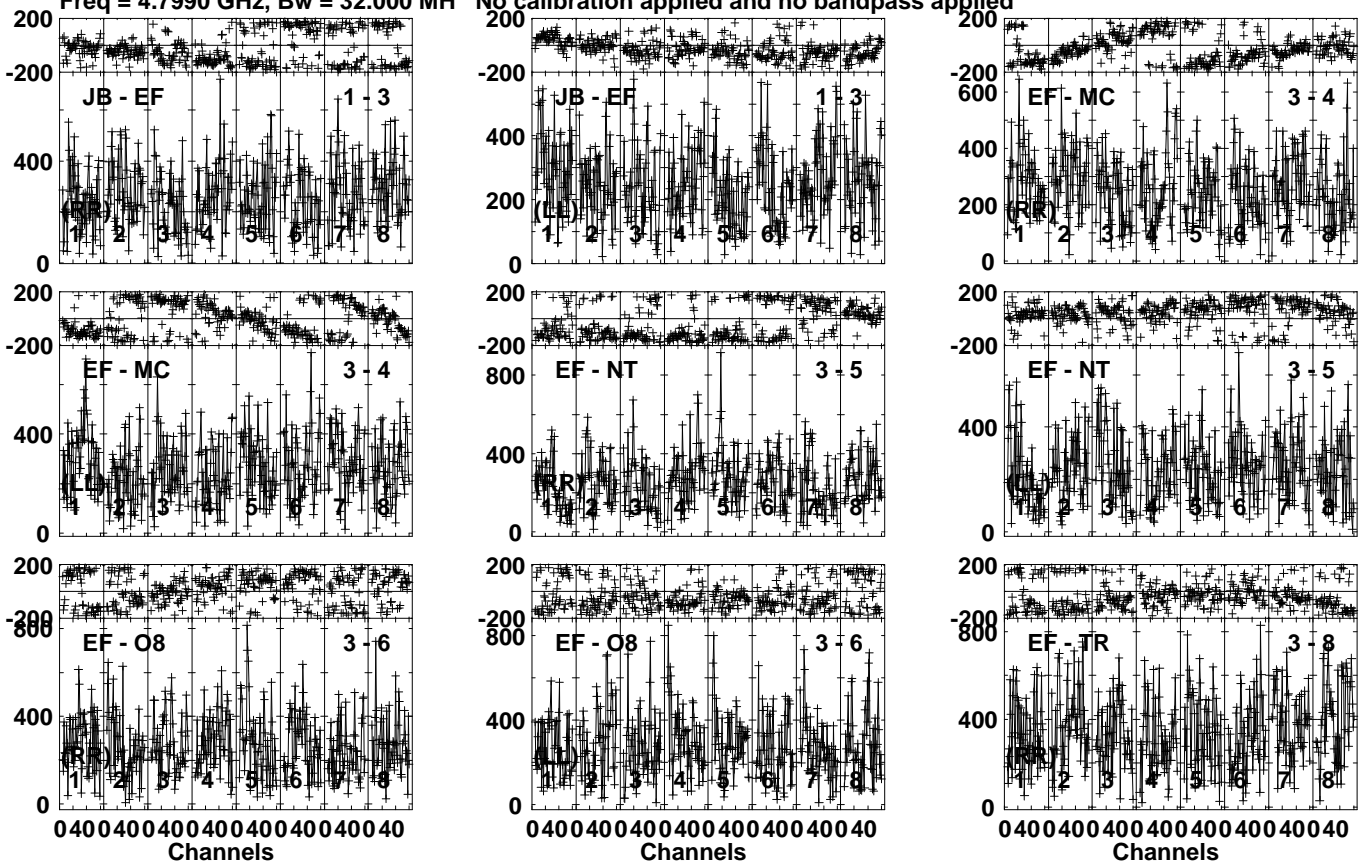 Freq = 4.7990 GHz, Bw = 32.000 MH   No calibration applied and no bandpass applied
200
-200
JB - EF 1 - 3
400
(RR)
1 2 3 4 5 6 7 8
0
200
-200
JB - EF 1 - 3
600
400
200
(LL)
1 2 3 4 5 6 7 8
0
200
-200
600
EF - MC 3 - 4
400
200
(RR)
1 2 3 4 5 6 7 8
0
200
-200
EF - MC 3 - 4
400
(LL)
1 2 3 4 5 6 7 8
0
200
-200
800
EF - NT 3 - 5
400
(RR)
1 2 3 4 5 6 7 8
0
200
-200
EF - NT 3 - 5
400
(LL)
1 2 3 4 5 6 7 8
0
200
-200
800
EF - O8 3 - 6
400
(RR)
1 2 3 4 5 6 7 8
0
0 40 0 40 0 40 0 40 0 40 0 40 0 40 0 40
Channels
200
-200
800
EF - O8 3 - 6
400
(LL)
1 2 3 4 5 6 7 8
0
0 40 0 40 0 40 0 40 0 40 0 40 0 40 0 40
Channels
200
-200
800
EF - TR 3 - 8
400
(RR)
1 2 3 4 5 6 7 8
0
0 40 0 40 0 40 0 40 0 40 0 40 0 40 0 40
Channels